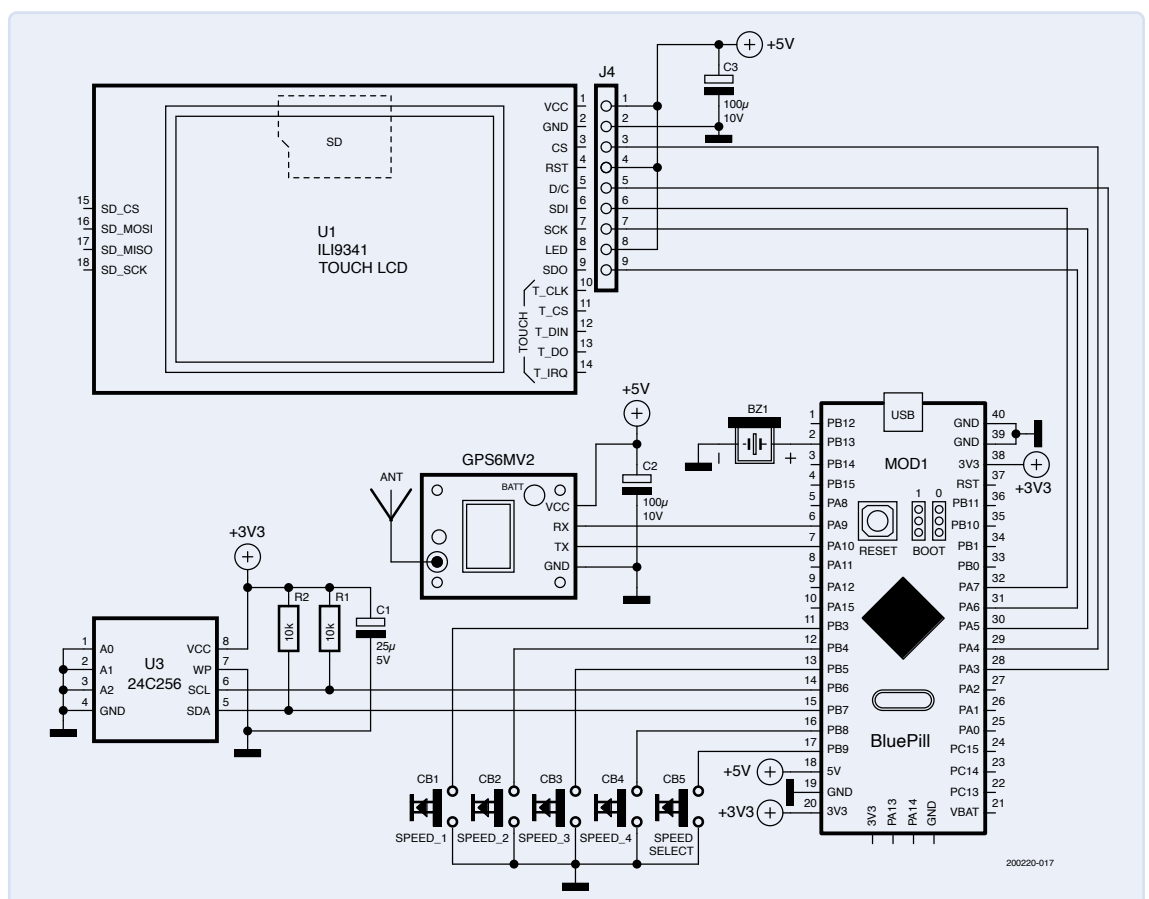 +5V
C3
100µ
10V
J4
1
2
3
4
5
6
7
8
9
SD
U1
ILI9341
TOUCH LCD
15 SD_CS
16 SD_MOSI
17 SD_MISO
18 SD_SCK
VCC 1
GND 2
CS 3
RST 4
D/C 5
SDI 6
SCK 7
LED 8
SDO 9
T_CLK 10
T_CS 11
T_DIN 12
T_DO 13
T_IRQ 14
TOUCH
+5V
C2
100µ
10V
GPS6MV2
ANT
BATT
VCC
RX
TX
GND
BZ1
–
+
USB
MOD1
RESET
1 0
BOOT
BluePill
1 PB12
2 PB13
3 PB14
4 PB15
5 PA8
6 PA9
7 PA10
8 PA11
9 PA12
10 PA15
11 PB3
12 PB4
13 PB5
14 PB6
15 PB7
16 PB8
17 PB9
18 5V
19 GND
20 3V3
GND 40
GND 39
3V3 38
RST 37
PB11 36
PB10 35
PB1 34
PB0 33
PA7 32
PA6 31
PA5 30
PA4 29
PA3 28
PA2 27
PA1 26
PA0 25
PC15 24
PC14 23
PC13 22
VBAT 21
3V3
PA13
PA14
GND
+3V3
+5V
+3V3
+3V3
R2
10k
R1
10k
C1
25µ
5V
U3
24C256
1 A0
2 A1
3 A2
4 GND
VCC 8
WP 7
SCL 6
SDA 5
CB1
CB2
CB3
CB4
CB5
SPEED_1
SPEED_2
SPEED_3
SPEED_4
SPEED
SELECT
200220-017